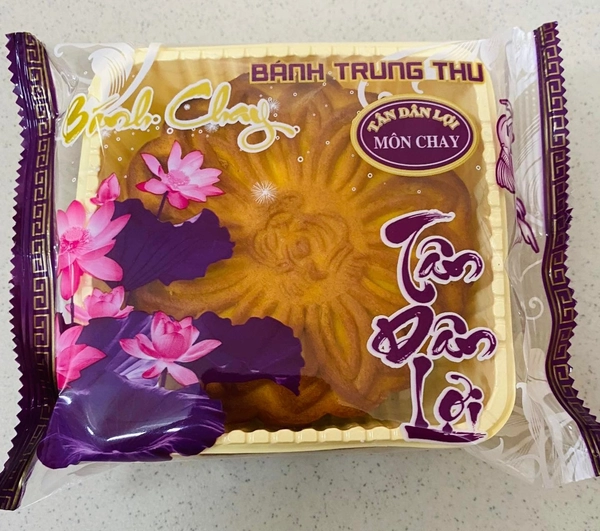 BÁNH TRUNG THU
Bánh Chay
TÂN DÂN LỢI
MÔN CHAY
Tân
Dân
Lợi